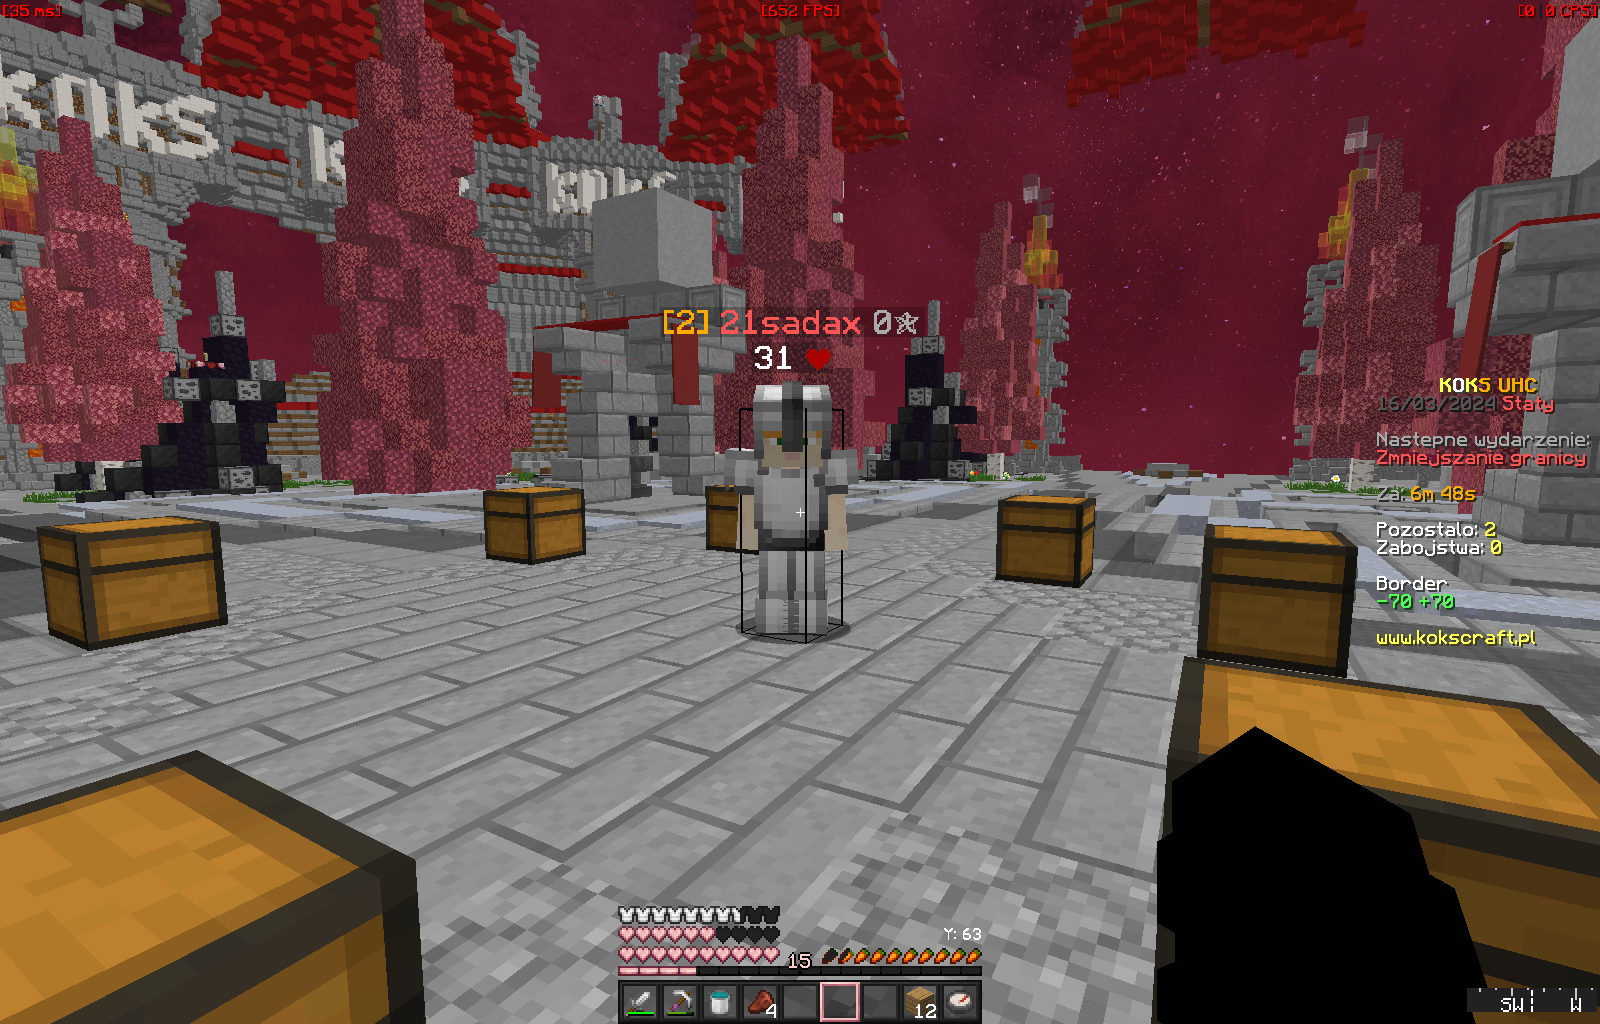 [35 ms]
[652 FPS]
[0 | 0 CPS]
koks
koks
[2] 21sadax 0
31
KOKS UHC
16/03/2024 Staty
Nastepne wydarzenie:
Zmniejszanie granicy
Za: 6m 48s
Pozostalo: 2
Zabojstwa: 0
Border
-70 +70
www.kokscraft.pl
Y: 63
15
4
12
SW
W